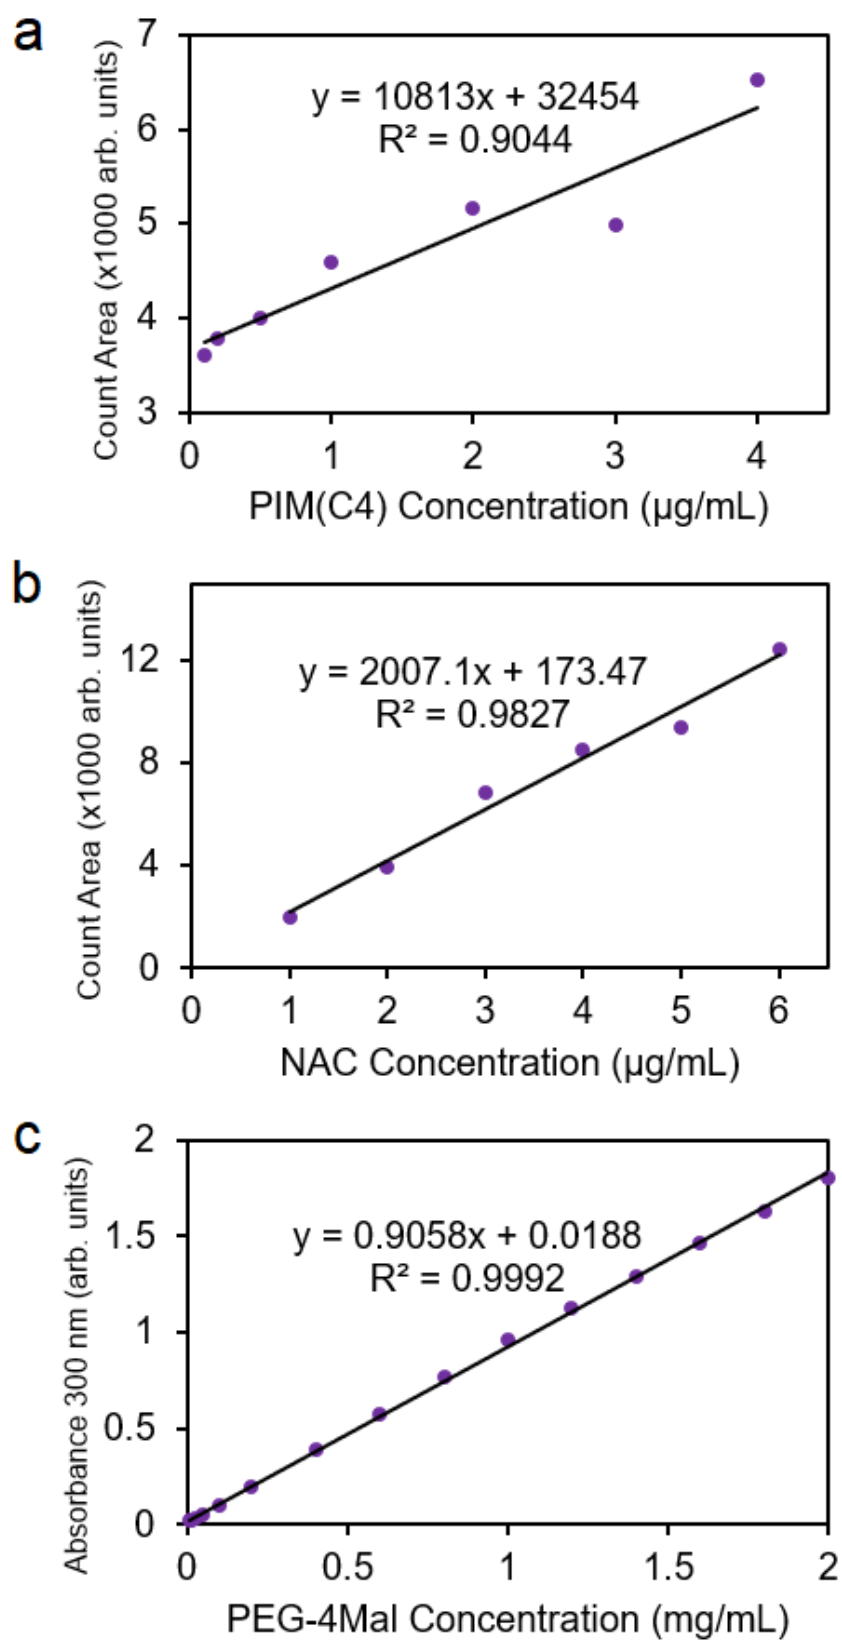 a
7
6
5
4
3
Count Area (x1000 arb. units)
y = 10813x + 32454
R² = 0.9044
0 1 2 3 4
PIM(C4) Concentration (µg/mL)
b
12
8
4
0
Count Area (x1000 arb. units)
y = 2007.1x + 173.47
R² = 0.9827
0 1 2 3 4 5 6
NAC Concentration (µg/mL)
c
2
1.5
1
0.5
0
Absorbance 300 nm (arb. units)
y = 0.9058x + 0.0188
R² = 0.9992
0 0.5 1 1.5 2
PEG-4Mal Concentration (mg/mL)